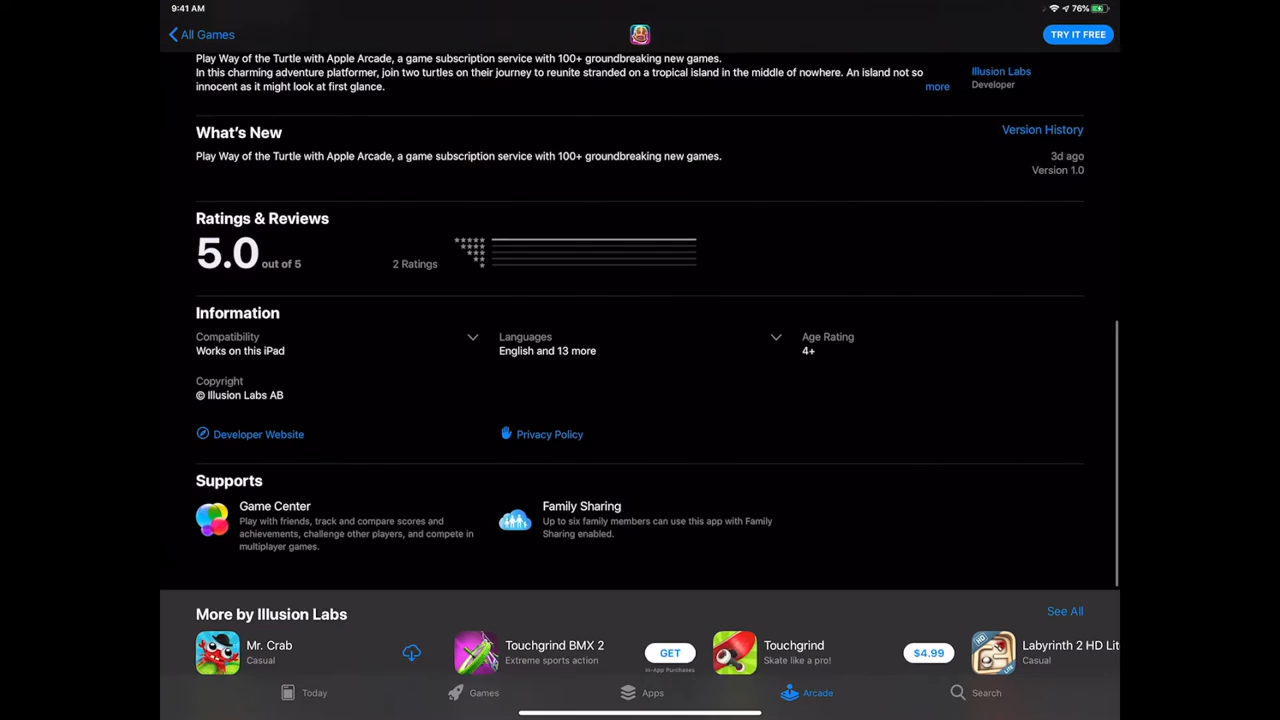 9:41 AM
76%
All Games
TRY IT FREE
Play Way of the Turtle with Apple Arcade, a game subscription service with 100+ groundbreaking new games.
In this charming adventure platformer, join two turtles on their journey to reunite stranded on a tropical island in the middle of nowhere. An island not so
innocent as it might look at first glance.
more
Illusion Labs
Developer
What's New
Version History
Play Way of the Turtle with Apple Arcade, a game subscription service with 100+ groundbreaking new games.
3d ago
Version 1.0
Ratings & Reviews
5.0 out of 5
2 Ratings
Information
Compatibility
Works on this iPad
Languages
English and 13 more
Age Rating
4+
Copyright
© Illusion Labs AB
Developer Website
Privacy Policy
Supports
Game Center
Play with friends, track and compare scores and
achievements, challenge other players, and compete in
multiplayer games.
Family Sharing
Up to six family members can use this app with Family
Sharing enabled.
More by Illusion Labs
See All
Mr. Crab
Casual
Touchgrind BMX 2
Extreme sports action
GET
In-App Purchases
Touchgrind
Skate like a pro!
$4.99
HD
Lite
Labyrinth 2 HD Lit
Casual
Today
Games
Apps
Arcade
Search